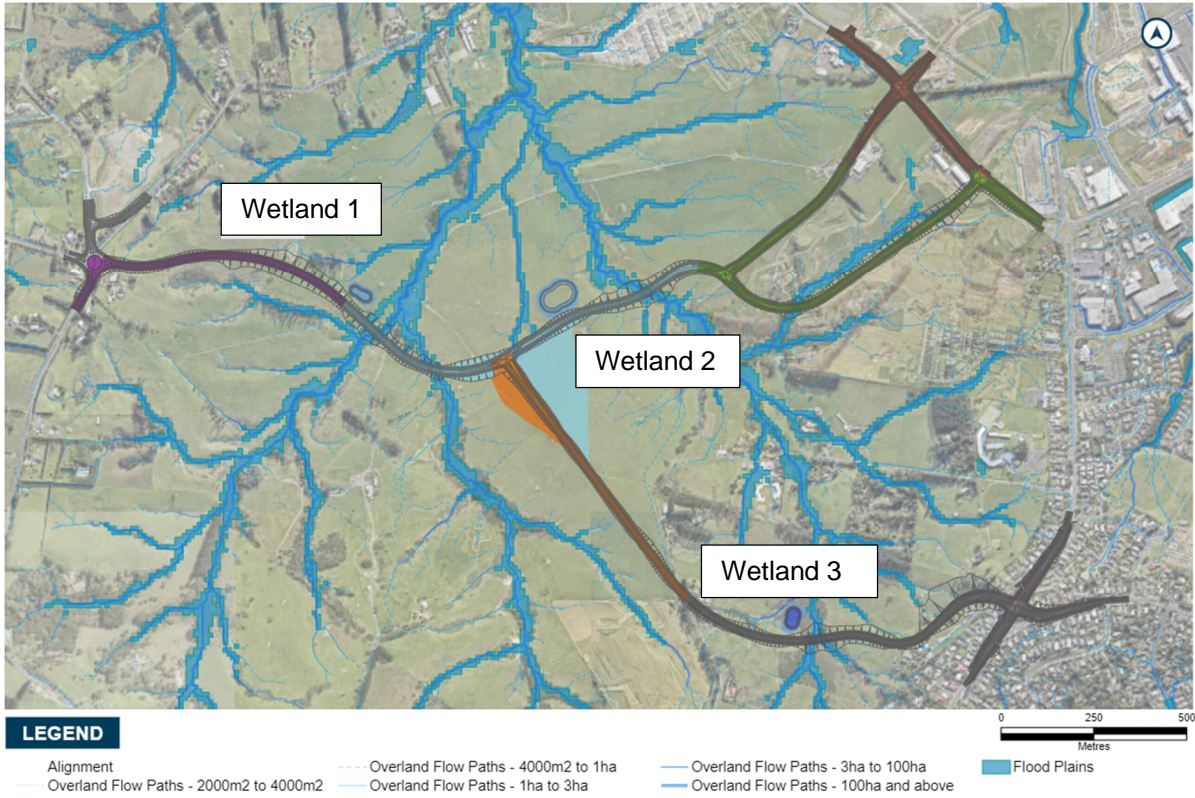 Wetland 1
Wetland 2
Wetland 3
LEGEND
0 250 500
Metres
Alignment
Overland Flow Paths - 2000m2 to 4000m2
Overland Flow Paths - 4000m2 to 1ha
Overland Flow Paths - 1ha to 3ha
Overland Flow Paths - 3ha to 100ha
Overland Flow Paths - 100ha and above
Flood Plains